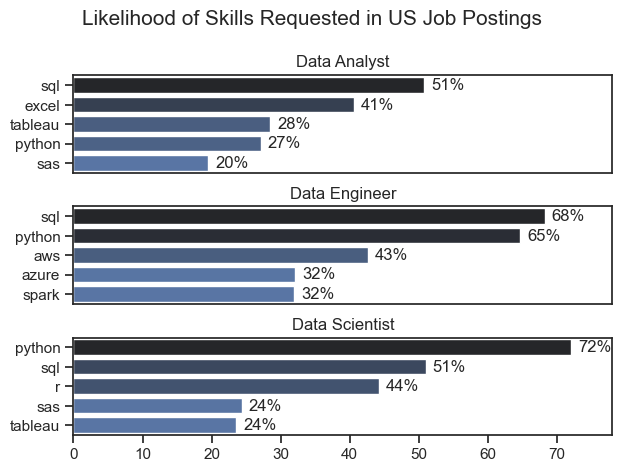 Likelihood of Skills Requested in US Job Postings
Data Analyst
sql 51%
excel 41%
tableau 28%
python 27%
sas 20%
Data Engineer
sql 68%
python 65%
aws 43%
azure 32%
spark 32%
Data Scientist
python 72%
sql 51%
r 44%
sas 24%
tableau 24%
0 10 20 30 40 50 60 70